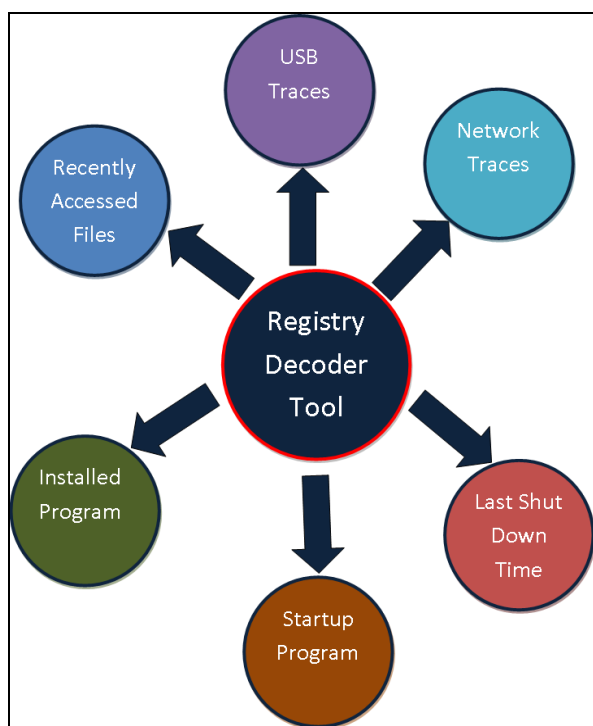 USB
Traces
Network
Traces
Recently
Accessed
Files
Registry
Decoder
Tool
Installed
Program
Last Shut
Down
Time
Startup
Program